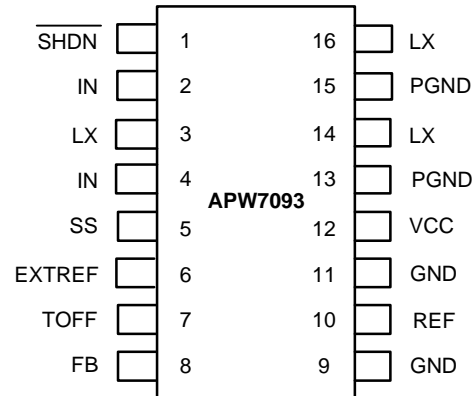 SHDN 1 16 LX
IN 2 15 PGND
LX 3 14 LX
IN 4 13 PGND
APW7093
SS 5 12 VCC
EXTREF 6 11 GND
TOFF 7 10 REF
FB 8 9 GND